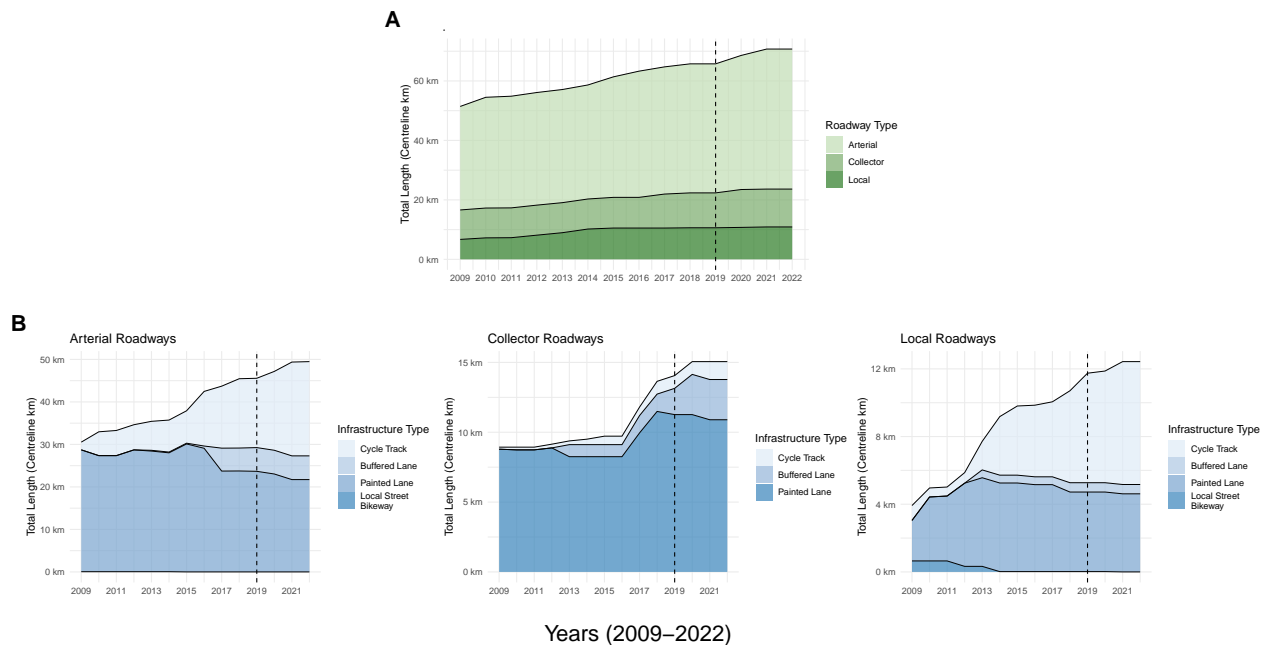 A
.
Total Length (Centreline km)
60 km
40 km
20 km
0 km
2009 2010 2011 2012 2013 2014 2015 2016 2017 2018 2019 2020 2021 2022
Roadway Type
Arterial
Collector
Local
B
Arterial Roadways
Total Length (Centreline km)
50 km
40 km
30 km
20 km
10 km
0 km
2009 2011 2013 2015 2017 2019 2021
Infrastructure Type
Cycle Track
Buffered Lane
Painted Lane
Local Street
Bikeway
Collector Roadways
Total Length (Centreline km)
15 km
10 km
5 km
0 km
2009 2011 2013 2015 2017 2019 2021
Infrastructure Type
Cycle Track
Buffered Lane
Painted Lane
Local Roadways
Total Length (Centreline km)
12 km
8 km
4 km
0 km
2009 2011 2013 2015 2017 2019 2021
Infrastructure Type
Cycle Track
Buffered Lane
Painted Lane
Local Street
Bikeway
Years (2009–2022)